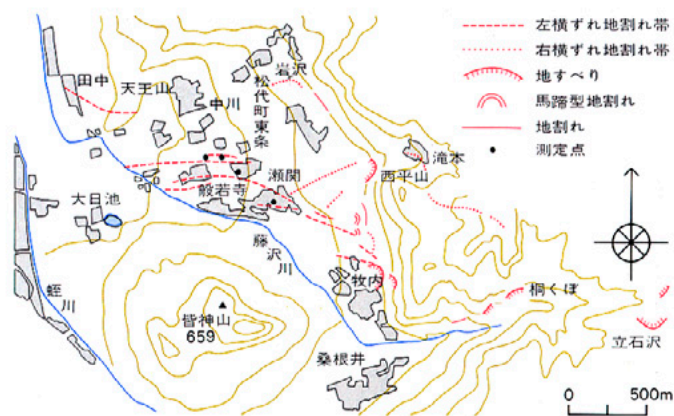 左横ずれ地割れ帯
右横ずれ地割れ帯
地すべり
馬蹄型地割れ
地割れ
測定点
田中
天王山
中川
松代町東条
岩沢
滝本
西平山
瀬関
般若寺
大日池
藤沢川
蛭川
皆神山
659
牧内
桐くぼ
立石沢
桑根井
0 500m